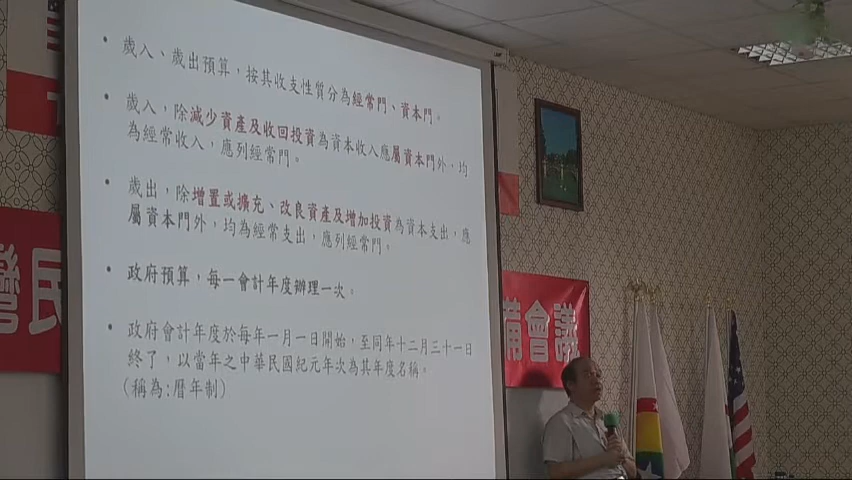 • 歲入、歲出預算，按其收支性質分為經常門、資本門。
• 歲入，除減少資產及收回投資為資本收入應屬資本門外，均
為經常收入，應列經常門。
• 歲出，除增置或擴充、改良資產及增加投資為資本支出，應
屬資本門外，均為經常支出，應列經常門。
• 政府預算，每一會計年度辦理一次。
• 政府會計年度於每年一月一日開始，至同年十二月三十一日
終了，以當年之中華民國紀元年次為其年度名稱。
(稱為:曆年制)
灣民
備會議